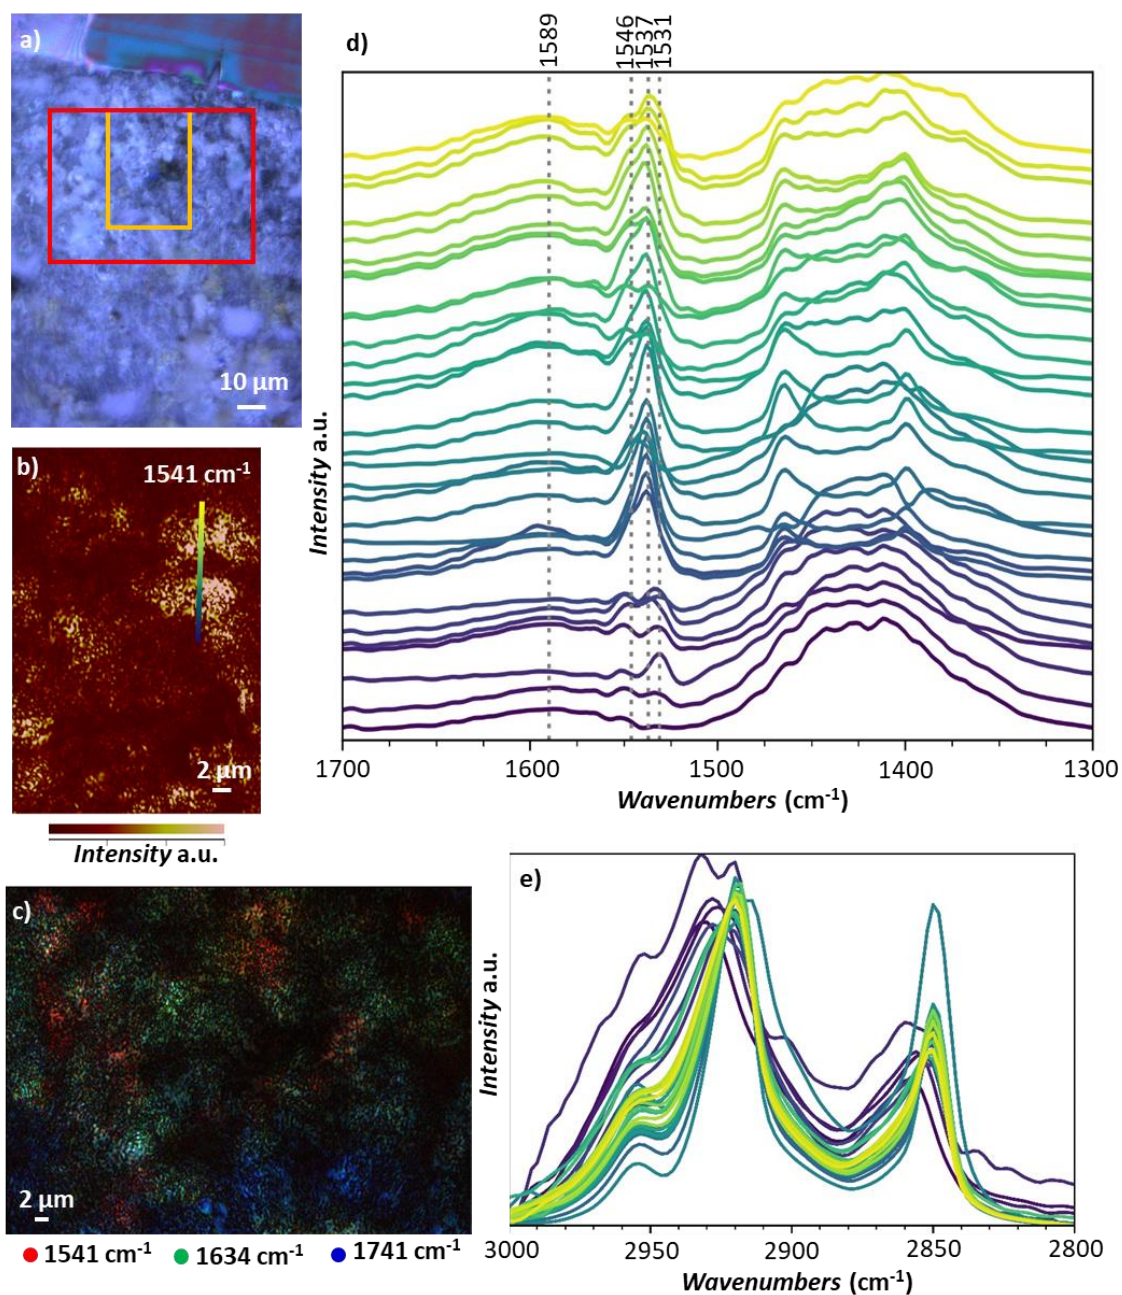 a)
10 µm
b)
1541 cm-1
2 µm
Intensity a.u.
c)
2 µm
1541 cm-1 1634 cm-1 1741 cm-1
d)
1589
1546
1537
1531
Intensity a.u.
1700 1600 1500 1400 1300
Wavenumbers (cm-1)
e)
Intensity a.u.
3000 2950 2900 2850 2800
Wavenumbers (cm-1)